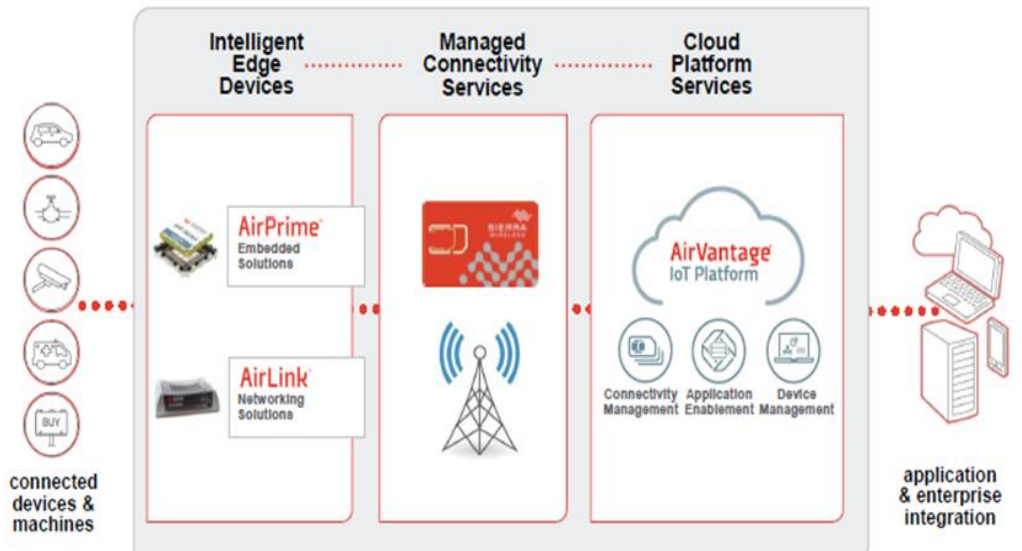 Intelligent
Edge
Devices
Managed
Connectivity
Services
Cloud
Platform
Services
AirPrime
Embedded
Solutions
AirLink
Networking
Solutions
SIERRA
WIRELESS
AirVantage
IoT Platform
Connectivity
Management
Application
Enablement
Device
Management
BUY
connected
devices &
machines
application
& enterprise
integration